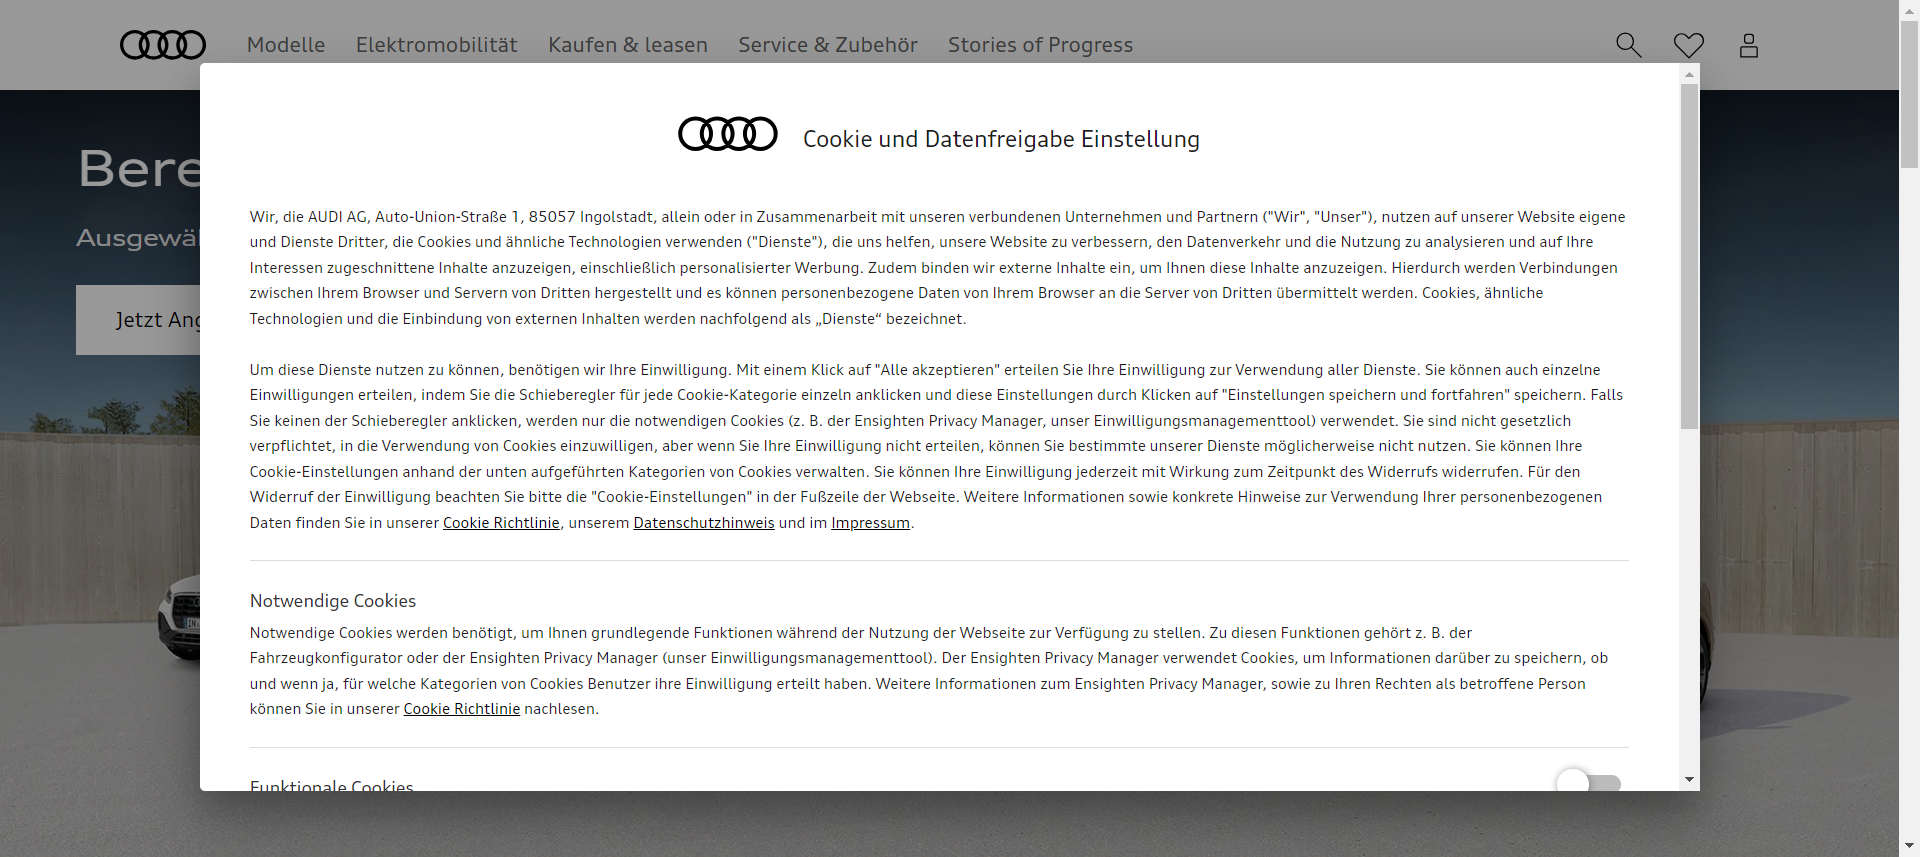 Modelle Elektromobilität Kaufen & leasen Service & Zubehör Stories of Progress
Cookie und Datenfreigabe Einstellung
Bere
Ausgewäh
Jetzt Ang
Wir, die AUDI AG, Auto-Union-Straße 1, 85057 Ingolstadt, allein oder in Zusammenarbeit mit unseren verbundenen Unternehmen und Partnern ("Wir", "Unser"), nutzen auf unserer Website eigene
und Dienste Dritter, die Cookies und ähnliche Technologien verwenden ("Dienste"), die uns helfen, unsere Website zu verbessern, den Datenverkehr und die Nutzung zu analysieren und auf Ihre
Interessen zugeschnittene Inhalte anzuzeigen, einschließlich personalisierter Werbung. Zudem binden wir externe Inhalte ein, um Ihnen diese Inhalte anzuzeigen. Hierdurch werden Verbindungen
zwischen Ihrem Browser und Servern von Dritten hergestellt und es können personenbezogene Daten von Ihrem Browser an die Server von Dritten übermittelt werden. Cookies, ähnliche
Technologien und die Einbindung von externen Inhalten werden nachfolgend als „Dienste“ bezeichnet.
Um diese Dienste nutzen zu können, benötigen wir Ihre Einwilligung. Mit einem Klick auf "Alle akzeptieren" erteilen Sie Ihre Einwilligung zur Verwendung aller Dienste. Sie können auch einzelne
Einwilligungen erteilen, indem Sie die Schieberegler für jede Cookie-Kategorie einzeln anklicken und diese Einstellungen durch Klicken auf "Einstellungen speichern und fortfahren" speichern. Falls
Sie keinen der Schieberegler anklicken, werden nur die notwendigen Cookies (z. B. der Ensighten Privacy Manager, unser Einwilligungsmanagementtool) verwendet. Sie sind nicht gesetzlich
verpflichtet, in die Verwendung von Cookies einzuwilligen, aber wenn Sie Ihre Einwilligung nicht erteilen, können Sie bestimmte unserer Dienste möglicherweise nicht nutzen. Sie können Ihre
Cookie-Einstellungen anhand der unten aufgeführten Kategorien von Cookies verwalten. Sie können Ihre Einwilligung jederzeit mit Wirkung zum Zeitpunkt des Widerrufs widerrufen. Für den
Widerruf der Einwilligung beachten Sie bitte die "Cookie-Einstellungen" in der Fußzeile der Webseite. Weitere Informationen sowie konkrete Hinweise zur Verwendung Ihrer personenbezogenen
Daten finden Sie in unserer Cookie Richtlinie, unserem Datenschutzhinweis und im Impressum.
Notwendige Cookies
Notwendige Cookies werden benötigt, um Ihnen grundlegende Funktionen während der Nutzung der Webseite zur Verfügung zu stellen. Zu diesen Funktionen gehört z. B. der
Fahrzeugkonfigurator oder der Ensighten Privacy Manager (unser Einwilligungsmanagementtool). Der Ensighten Privacy Manager verwendet Cookies, um Informationen darüber zu speichern, ob
und wenn ja, für welche Kategorien von Cookies Benutzer ihre Einwilligung erteilt haben. Weitere Informationen zum Ensighten Privacy Manager, sowie zu Ihren Rechten als betroffene Person
können Sie in unserer Cookie Richtlinie nachlesen.
Funktionale Cookies